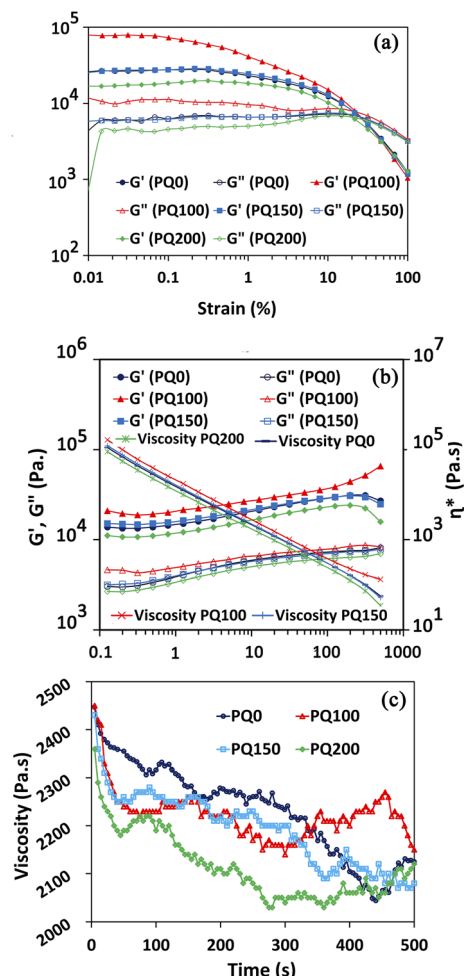 (a)
10^5
10^4
10^3
10^2
G' (PQ0) G" (PQ0) G' (PQ100)
G" (PQ100) G' (PQ150) G" (PQ150)
G' (PQ200) G" (PQ200)
0.01 0.1 1 10 100
Strain (%)
(b)
G', G" (Pa.)
10^6
10^5
10^4
10^3
G' (PQ0) G" (PQ0)
G' (PQ100) G" (PQ100)
G' (PQ150) G" (PQ150)
Viscosity PQ200 Viscosity PQ0
Viscosity PQ100 Viscosity PQ150
10^7
10^5
10^3
10^1
η* (Pa.s)
0.1 1 10 100 1000
(c)
Viscosity (Pa.s)
2500
2400
2300
2200
2100
2000
PQ0 PQ100
PQ150 PQ200
0 100 200 300 400 500
Time (s)